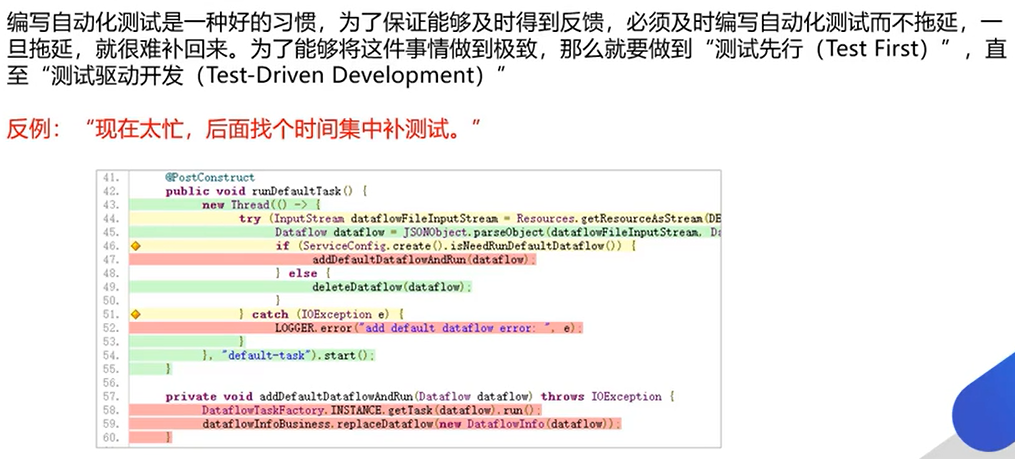 编写自动化测试是一种好的习惯，为了保证能够及时得到反馈，必须及时编写自动化测试而不拖延，一
旦拖延，就很难补回来。为了能够将这件事情做到极致，那么就要做到“测试先行（Test First）”，直
至“测试驱动开发（Test-Driven Development）”
反例：“现在太忙，后面找个时间集中补测试。”
41. @PostConstruct
42. public void runDefaultTask() {
43. new Thread(() -> {
44. try (InputStream dataflowFileInputStream = Resources.getResourceAsStream(DE
45. Dataflow dataflow = JSONObject.parseObject(dataflowFileInputStream, Da
46. if (ServiceConfig.create().isNeedRunDefaultDataflow()) {
47. addDefaultDataflowAndRun(dataflow);
48. } else {
49. deleteDataflow(dataflow);
50. }
51. } catch (IOException e) {
52. LOGGER.error("add default dataflow error: ", e);
53. }
54. }, "default-task").start();
55. }
56.
57. private void addDefaultDataflowAndRun(Dataflow dataflow) throws IOException {
58. DataflowTaskFactory.INSTANCE.getTask(dataflow).run();
59. dataflowInfoBusiness.replaceDataflow(new DataflowInfo(dataflow));
60. }